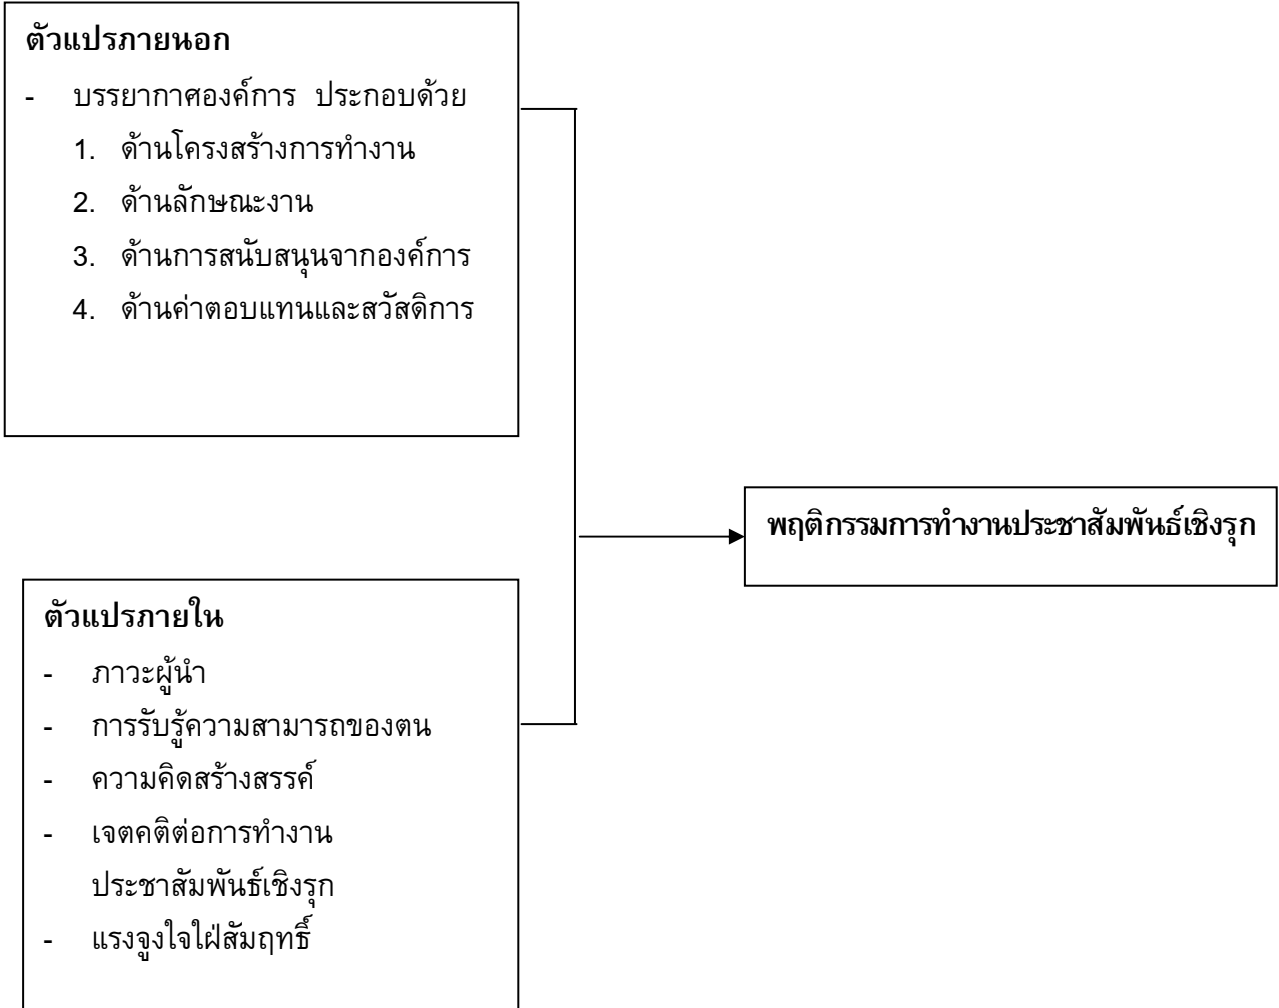 ตัวแปรภายนอก
- บรรยากาศองค์การ ประกอบด้วย
1. ด้านโครงสร้างการทำงาน
2. ด้านลักษณะงาน
3. ด้านการสนับสนุนจากองค์การ
4. ด้านค่าตอบแทนและสวัสดิการ
พฤติกรรมการทำงานประชาสัมพันธ์เชิงรุก
ตัวแปรภายใน
- ภาวะผู้นำ
- การรับรู้ความสามารถของตน
- ความคิดสร้างสรรค์
- เจตคติต่อการทำงาน
ประชาสัมพันธ์เชิงรุก
- แรงจูงใจใฝ่สัมฤทธิ์